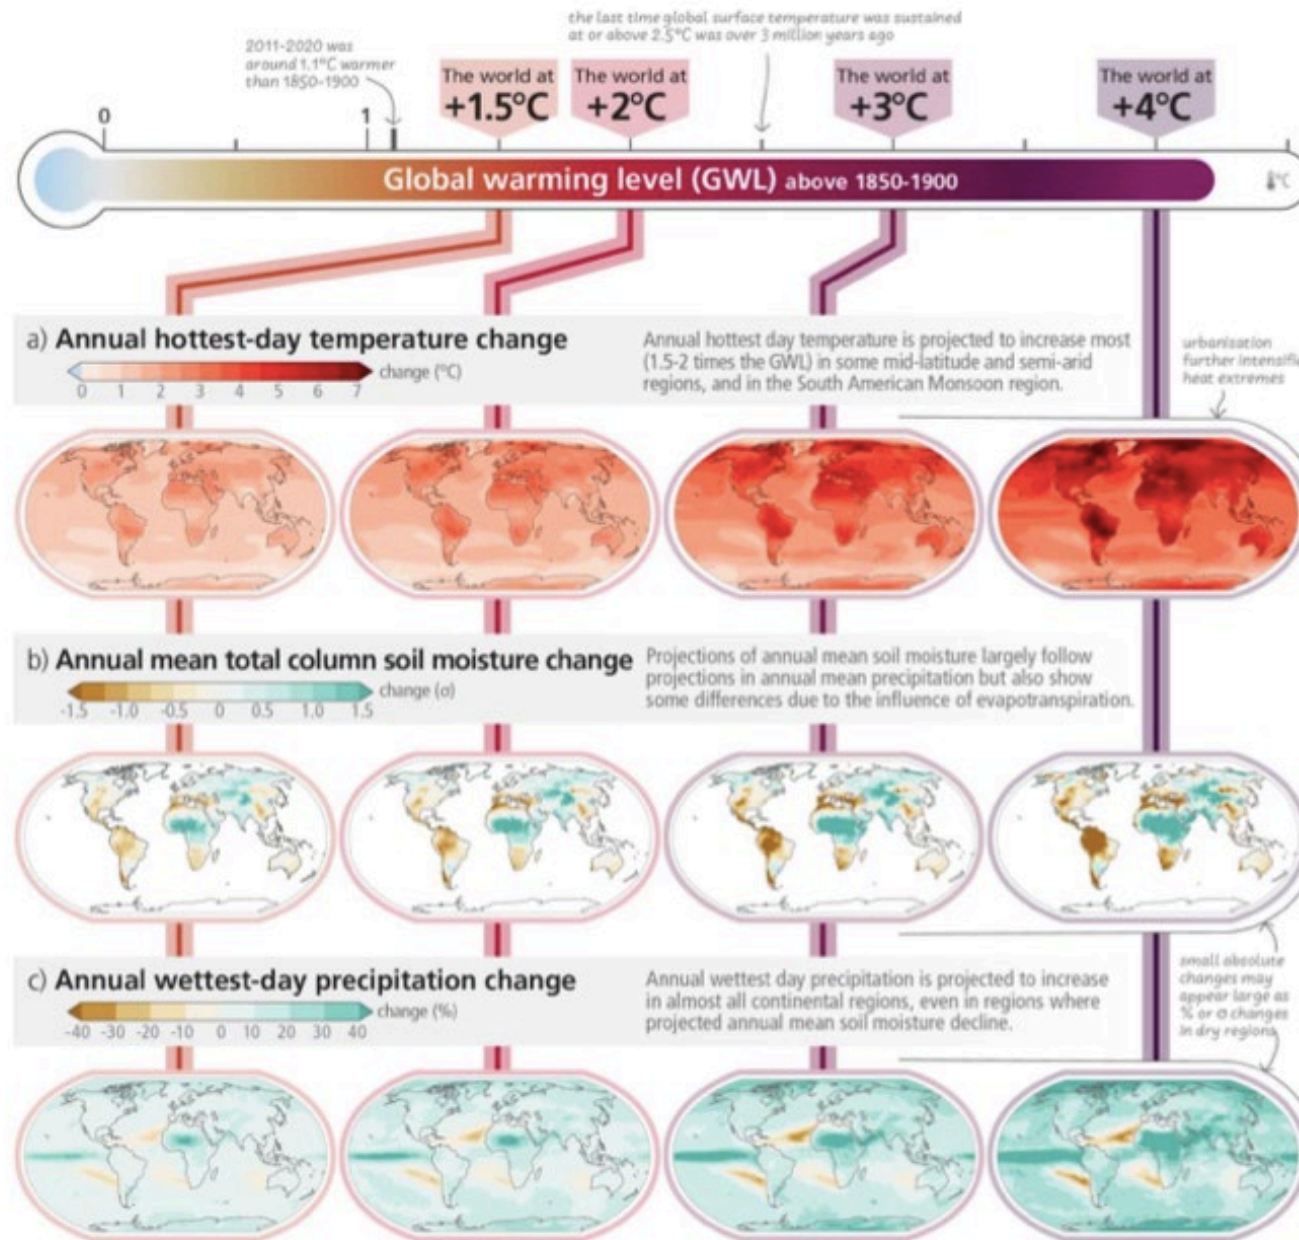 the last time global surface temperature was sustained
at or above 2.5°C was over 3 million years ago
2011-2020 was
around 1.1°C warmer
than 1850-1900
The world at
+1.5°C
The world at
+2°C
The world at
+3°C
The world at
+4°C
0
1
Global warming level (GWL) above 1850-1900
°C
a) Annual hottest-day temperature change
change (°C)
0 1 2 3 4 5 6 7
Annual hottest day temperature is projected to increase most
(1.5-2 times the GWL) in some mid-latitude and semi-arid
regions, and in the South American Monsoon region.
urbanisation
further intensifi
heat extremes
b) Annual mean total column soil moisture change
change (σ)
-1.5 -1.0 -0.5 0 0.5 1.0 1.5
Projections of annual mean soil moisture largely follow
projections in annual mean precipitation but also show
some differences due to the influence of evapotranspiration.
c) Annual wettest-day precipitation change
change (%)
-40 -30 -20 -10 0 10 20 30 40
Annual wettest day precipitation is projected to increase
in almost all continental regions, even in regions where
projected annual mean soil moisture decline.
small absolute
changes may
appear large as
% or σ changes
in dry regions